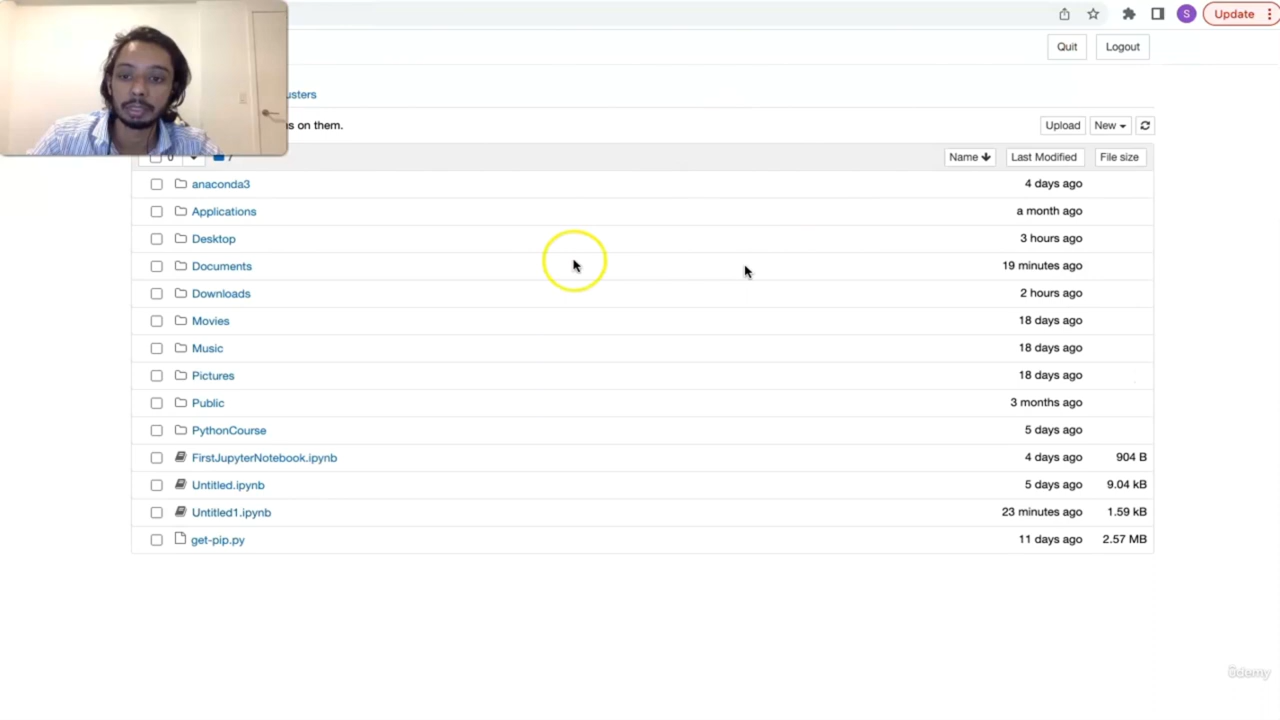 S
Update
Quit
Logout
usters
s on them.
Upload
New
0
/
Name
Last Modified
File size
anaconda3
4 days ago
Applications
a month ago
Desktop
3 hours ago
Documents
19 minutes ago
Downloads
2 hours ago
Movies
18 days ago
Music
18 days ago
Pictures
18 days ago
Public
3 months ago
PythonCourse
5 days ago
FirstJupyterNotebook.ipynb
4 days ago
904 B
Untitled.ipynb
5 days ago
9.04 kB
Untitled1.ipynb
23 minutes ago
1.59 kB
get-pip.py
11 days ago
2.57 MB
ûdemy